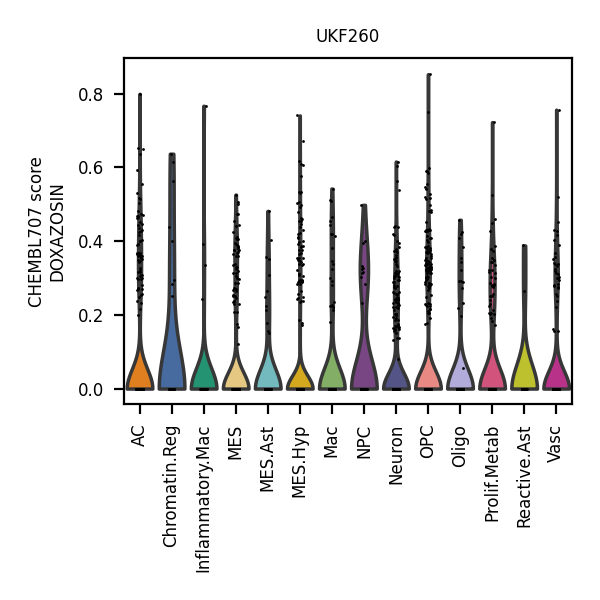 UKF260
CHEMBL707 score
DOXAZOSIN
0.8
0.6
0.4
0.2
0.0
AC
Chromatin.Reg
Inflammatory.Mac
MES
MES.Ast
MES.Hyp
Mac
NPC
Neuron
OPC
Oligo
Prolif.Metab
Reactive.Ast
Vasc